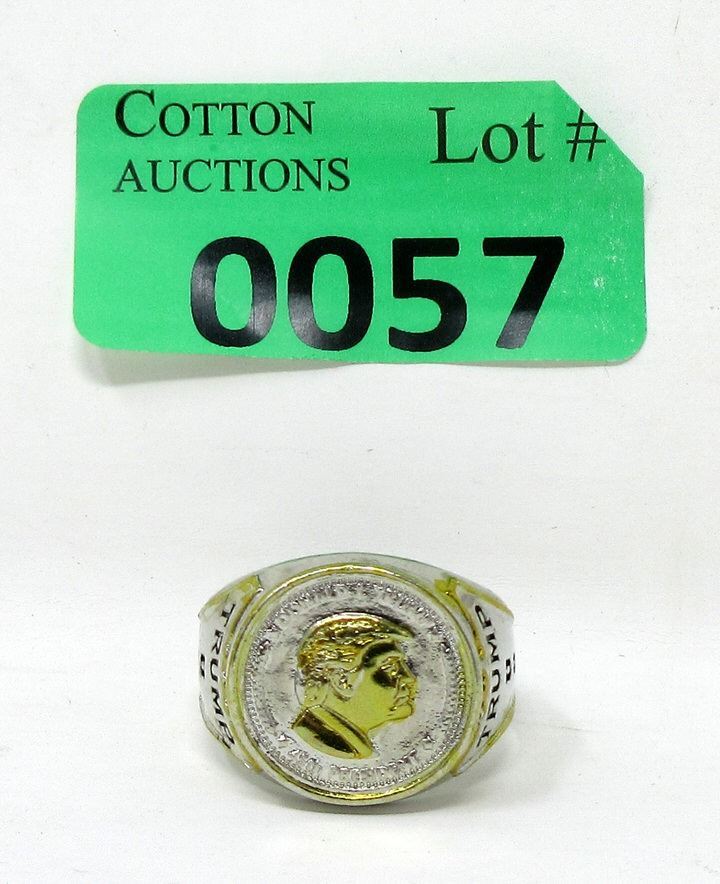 COTTON
AUCTIONS
Lot #
0057
TRUMP
TRUMP